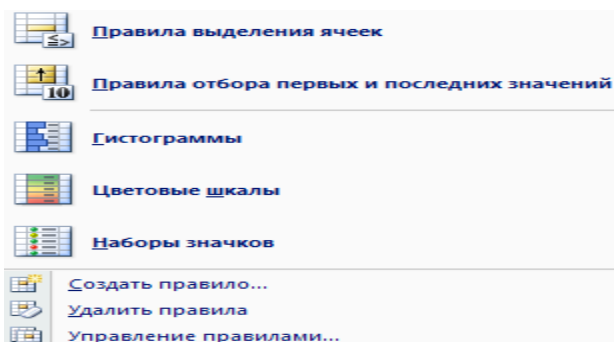 Правила выделения ячеек
Правила отбора первых и последних значений
Гистограммы
Цветовые шкалы
Наборы значков
Создать правило...
Удалить правила
Управление правилами...